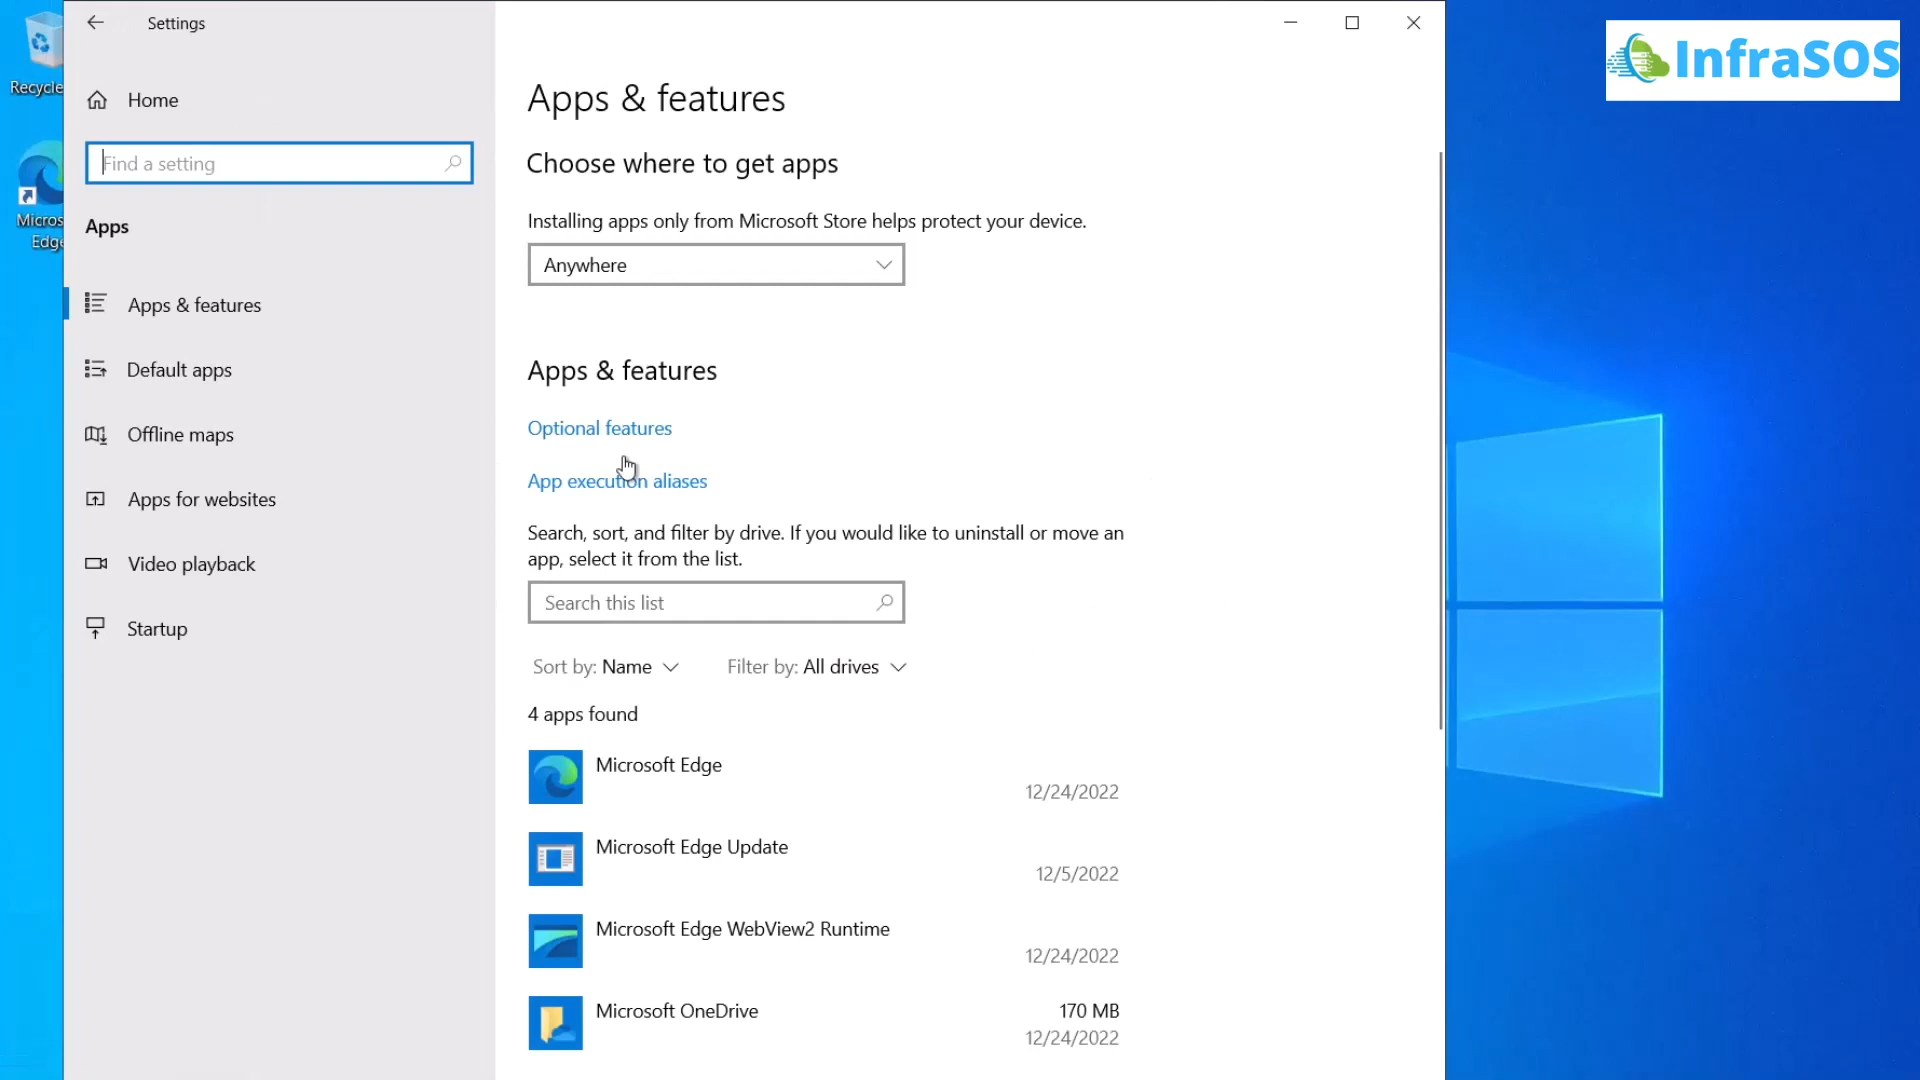 Recycle
Micros
Edge
Settings
Home
Find a setting
Apps
Apps & features
Default apps
Offline maps
Apps for websites
Video playback
Startup
Apps & features
Choose where to get apps
Installing apps only from Microsoft Store helps protect your device.
Anywhere
Apps & features
Optional features
App execution aliases
Search, sort, and filter by drive. If you would like to uninstall or move an
app, select it from the list.
Search this list
Sort by: Name Filter by: All drives
4 apps found
Microsoft Edge
12/24/2022
Microsoft Edge Update
12/5/2022
Microsoft Edge WebView2 Runtime
12/24/2022
Microsoft OneDrive 170 MB
12/24/2022
InfraSOS